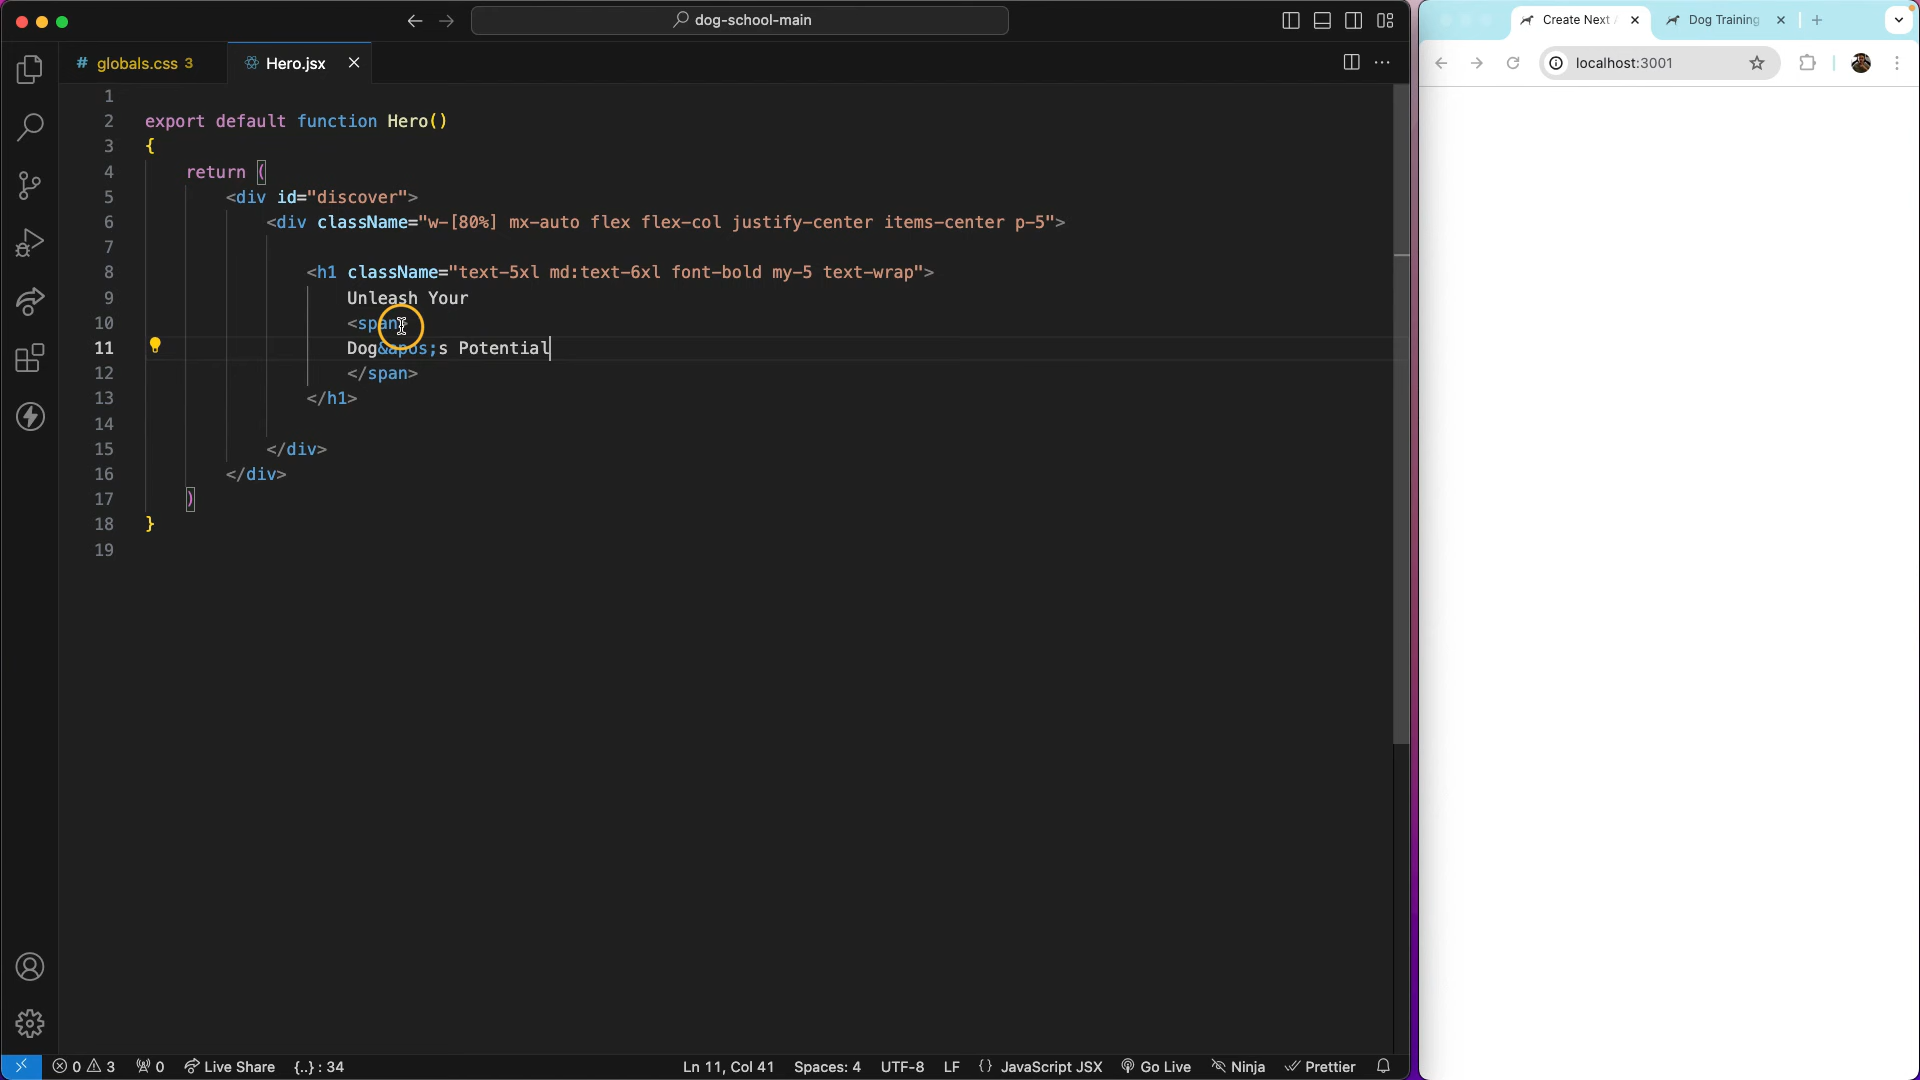 dog-school-main
Create Next
Dog Training
# globals.css 3
Hero.jsx
localhost:3001
1
2 export default function Hero()
3 {
4 return (
5 <div id="discover">
6 <div className="w-[80%] mx-auto flex flex-col justify-center items-center p-5">
7
8 <h1 className="text-5xl md:text-6xl font-bold my-5 text-wrap">
9 Unleash Your
10 <span>
11 Dog&apos;s Potential
12 </span>
13 </h1>
14
15 </div>
16 </div>
17 )
18 }
19
0 3 0 Live Share {..} : 34 Ln 11, Col 41 Spaces: 4 UTF-8 LF {} JavaScript JSX Go Live Ninja Prettier